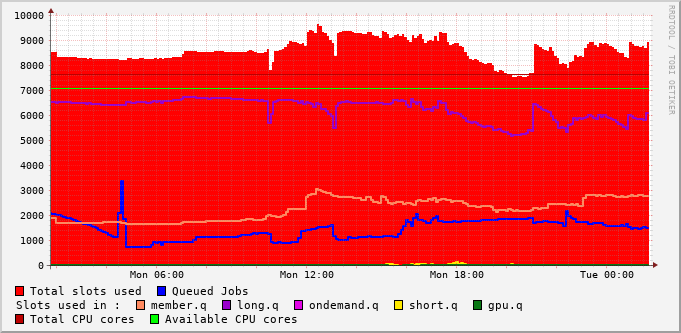 10000
9000
8000
7000
6000
5000
4000
3000
2000
1000
0
Mon 06:00 Mon 12:00 Mon 18:00 Tue 00:00
RRDTOOL / TOBI OETIKER
Total slots used Queued Jobs
Slots used in : member.q long.q ondemand.q short.q gpu.q
Total CPU cores Available CPU cores